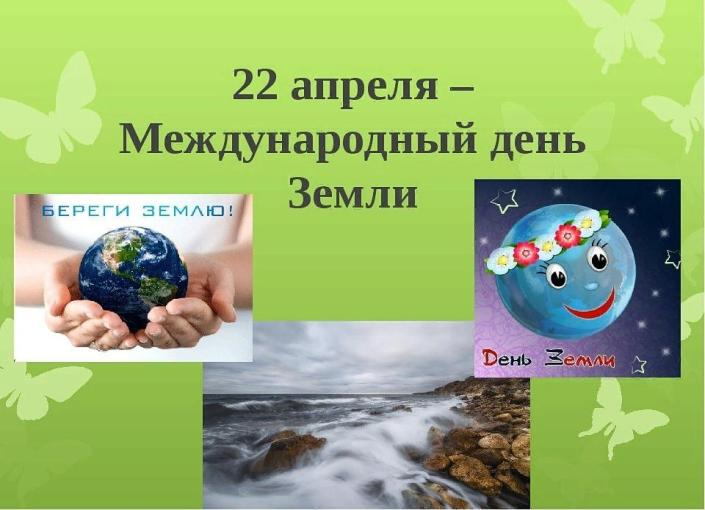 22 апреля –
Международный день
Земли
БЕРЕГИ ЗЕМЛЮ!
День Земли